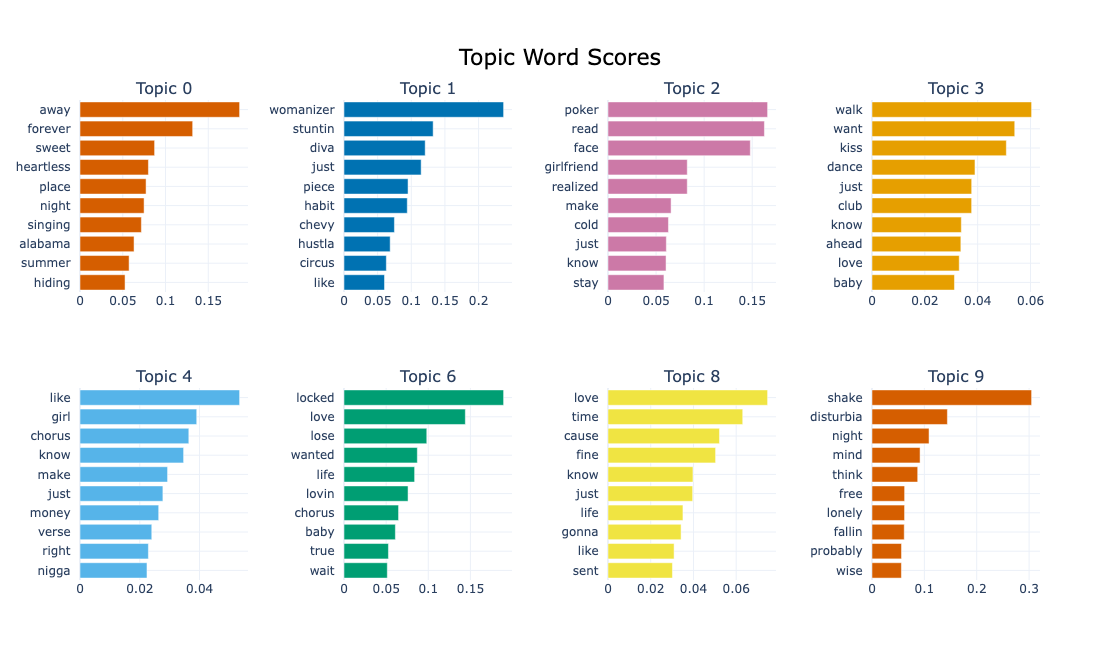 Topic Word Scores
Topic 0
away
forever
sweet
heartless
place
night
singing
alabama
summer
hiding
0 0.05 0.1 0.15
Topic 1
womanizer
stuntin
diva
just
piece
habit
chevy
hustla
circus
like
0 0.05 0.1 0.15 0.2
Topic 2
poker
read
face
girlfriend
realized
make
cold
just
know
stay
0 0.05 0.1 0.15
Topic 3
walk
want
kiss
dance
just
club
know
ahead
love
baby
0 0.02 0.04 0.06
Topic 4
like
girl
chorus
know
make
just
money
verse
right
nigga
0 0.02 0.04
Topic 6
locked
love
lose
wanted
life
lovin
chorus
baby
true
wait
0 0.05 0.1 0.15
Topic 8
love
time
cause
fine
know
just
life
gonna
like
sent
0 0.02 0.04 0.06
Topic 9
shake
disturbia
night
mind
think
free
lonely
fallin
probably
wise
0 0.1 0.2 0.3